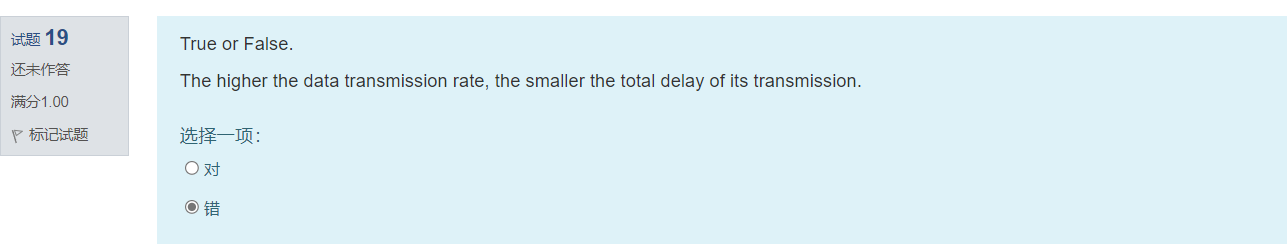 试题 19
还未作答
满分1.00
标记试题
True or False.
The higher the data transmission rate, the smaller the total delay of its transmission.
选择一项：
对
错